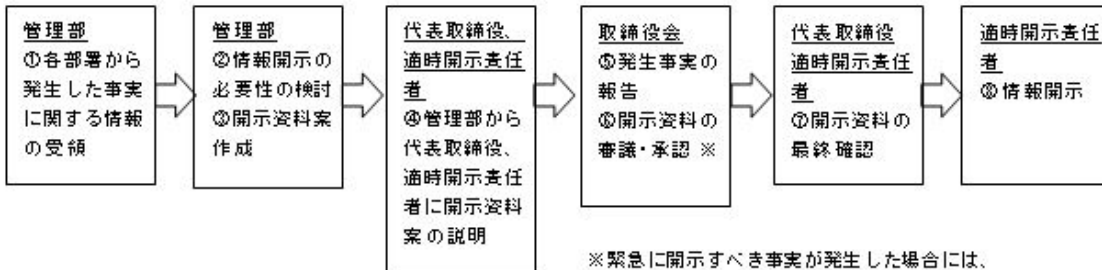 管理部
①各部署から
発生した事実
に関する情報
の受領
管理部
②情報開示の
必要性の検討
③開示資料案
作成
代表取締役、
適時開示責任
者
④管理部から
代表取締役、
適時開示責任
者に開示資料
案の説明
取締役会
⑤発生事実の
報告
⑥開示資料の
審議・承認 ※
代表取締役
適時開示責任
者
⑦開示資料の
最終確認
適時開示責任
者
⑧情報開示
※緊急に開示すべき事実が発生した場合には、